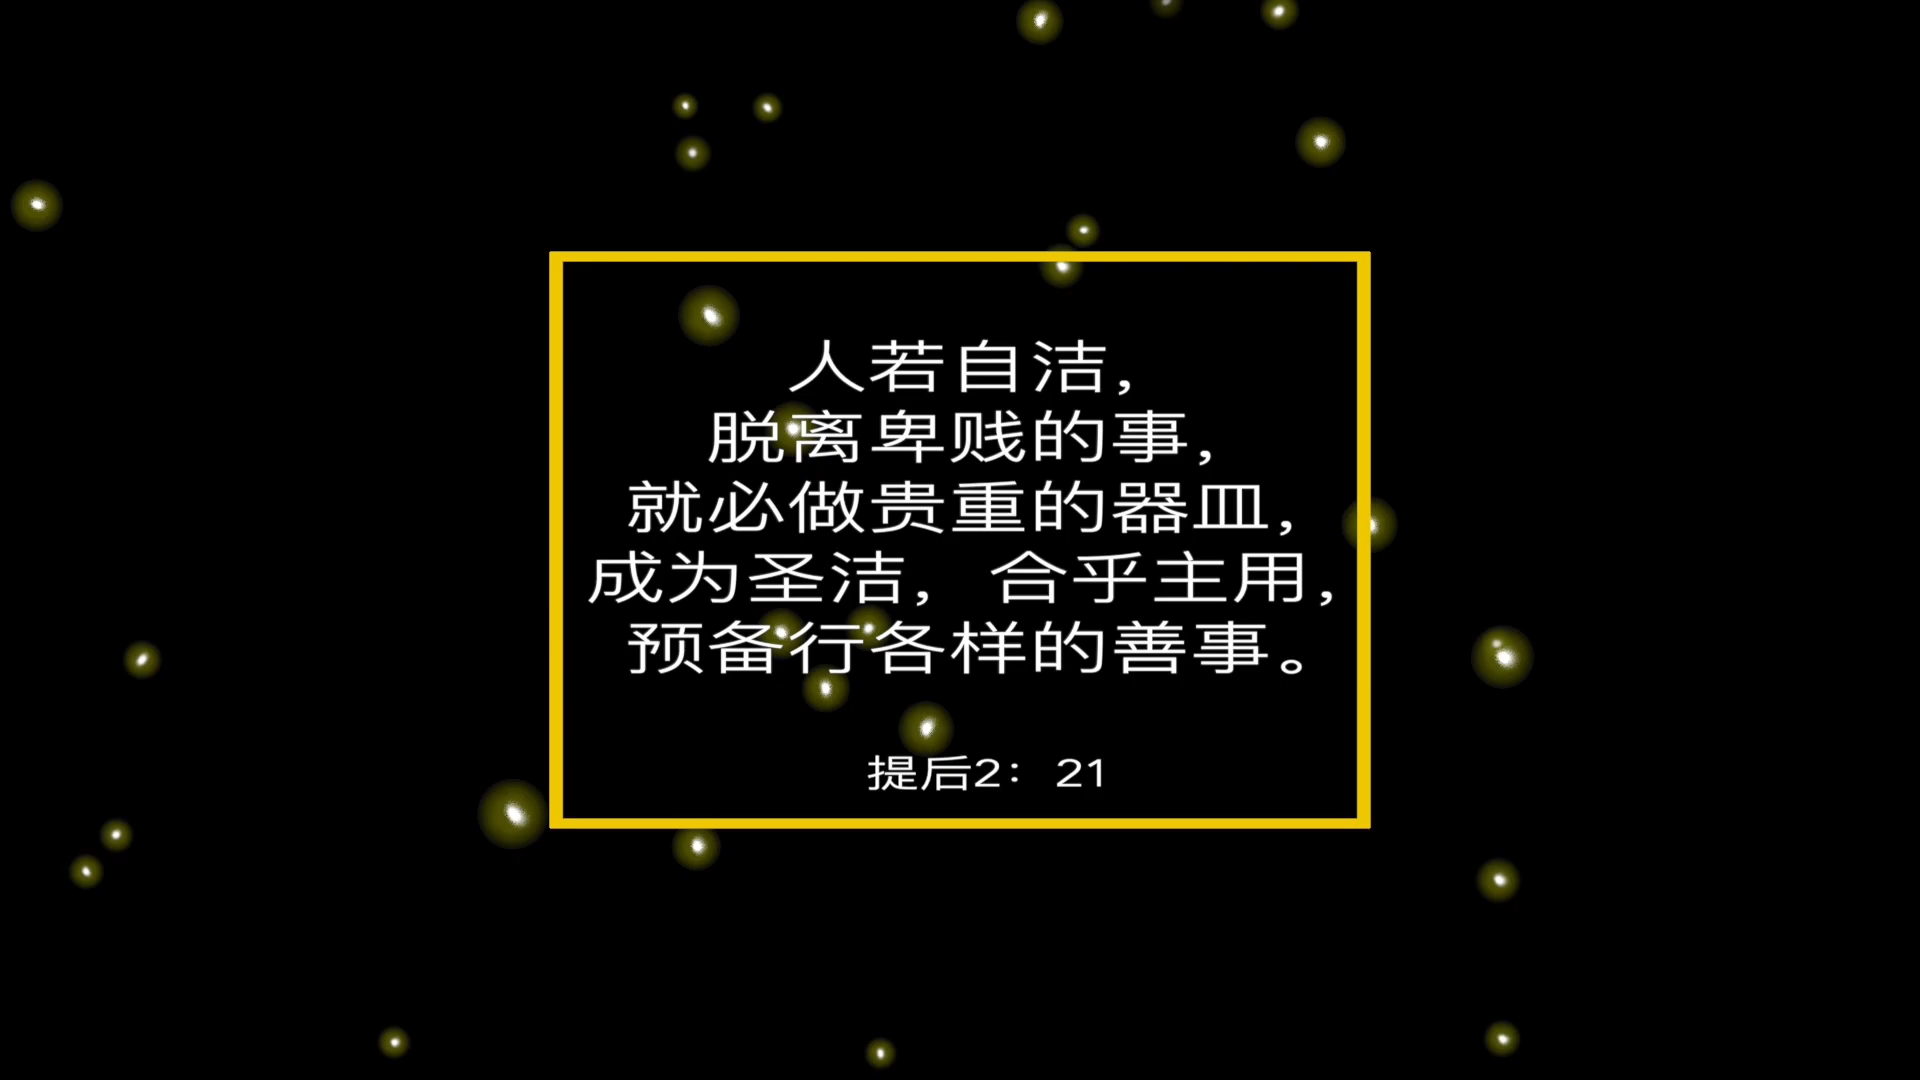 人若自洁，
脱离卑贱的事，
就必做贵重的器皿，
成为圣洁，合乎主用，
预备行各样的善事。
提后2：21